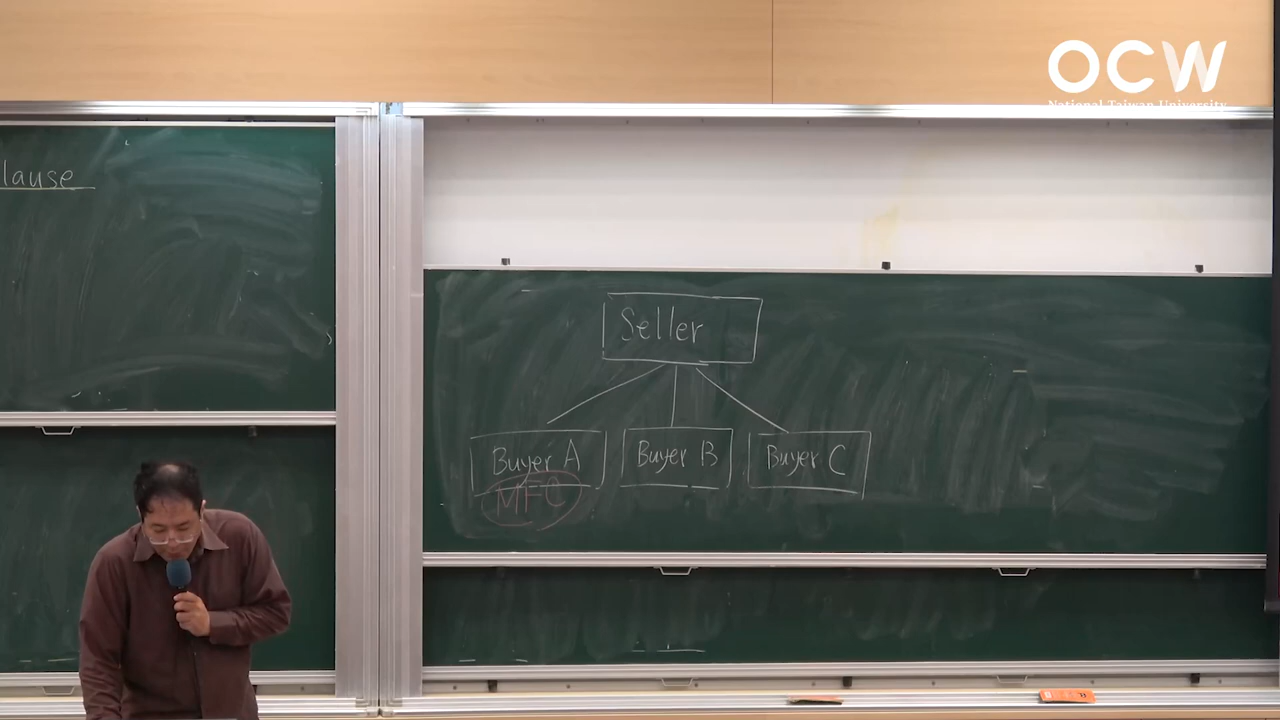 OCW
National Taiwan University
lause
Seller
Buyer A
Buyer B
Buyer C
MFC